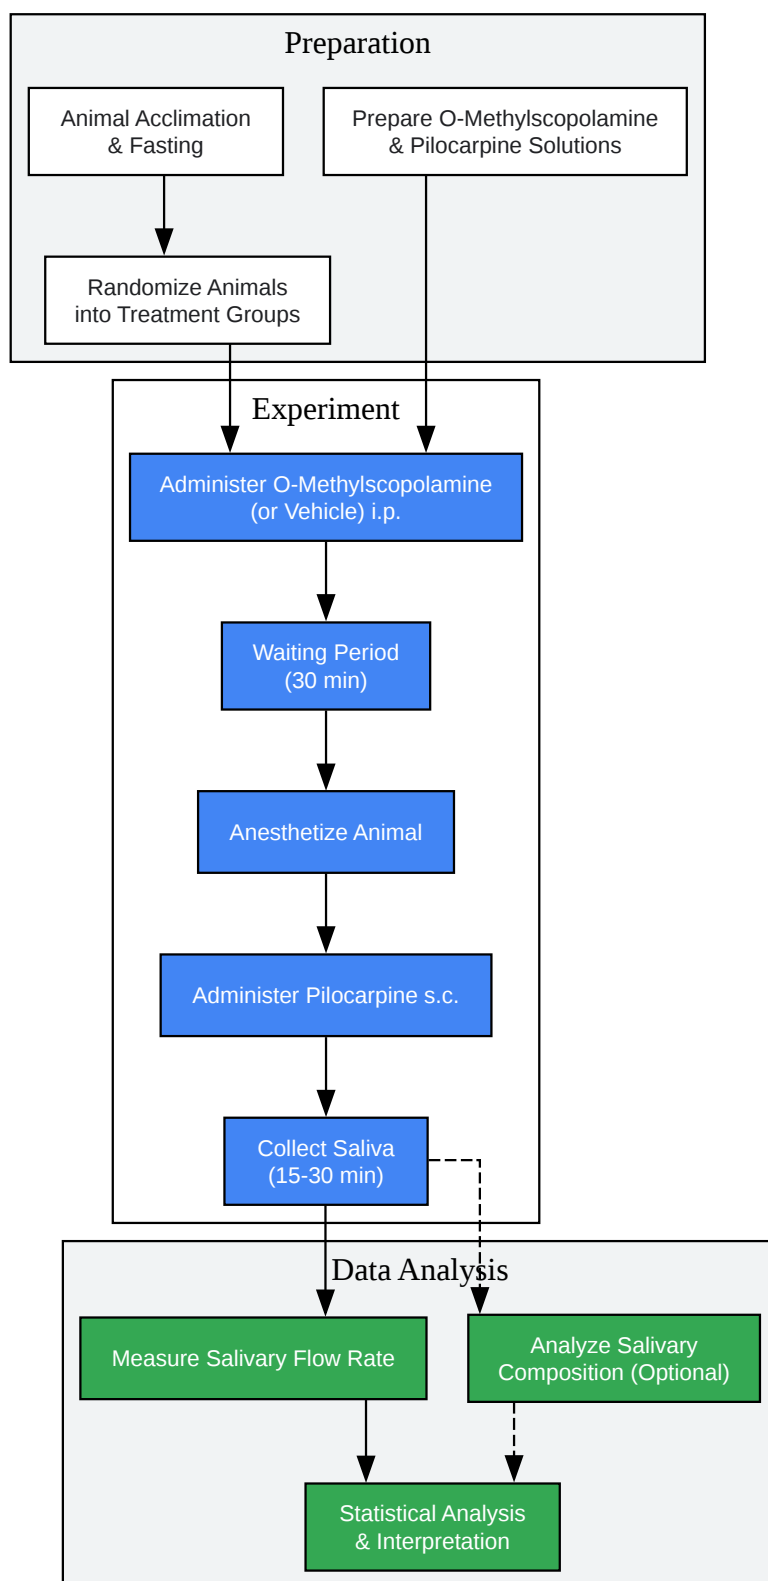 Preparation
Animal Acclimation
& Fasting
Prepare O-Methylscopolamine
& Pilocarpine Solutions
Randomize Animals
into Treatment Groups
Experiment
Administer O-Methylscopolamine
(or Vehicle) i.p.
Waiting Period
(30 min)
Anesthetize Animal
Administer Pilocarpine s.c.
Collect Saliva
(15-30 min)
Data Analysis
Measure Salivary Flow Rate
Analyze Salivary
Composition (Optional)
Statistical Analysis
& Interpretation